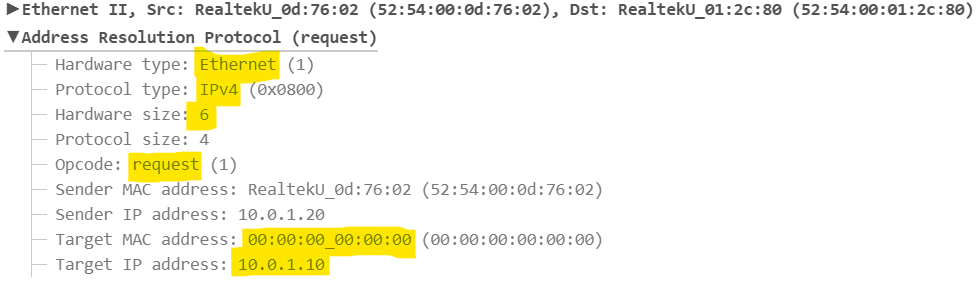 ▶Ethernet II, Src: RealtekU_0d:76:02 (52:54:00:0d:76:02), Dst: RealtekU_01:2c:80 (52:54:00:01:2c:80)
▼Address Resolution Protocol (request)
Hardware type: Ethernet (1)
Protocol type: IPv4 (0x0800)
Hardware size: 6
Protocol size: 4
Opcode: request (1)
Sender MAC address: RealtekU_0d:76:02 (52:54:00:0d:76:02)
Sender IP address: 10.0.1.20
Target MAC address: 00:00:00_00:00:00 (00:00:00:00:00:00)
Target IP address: 10.0.1.10